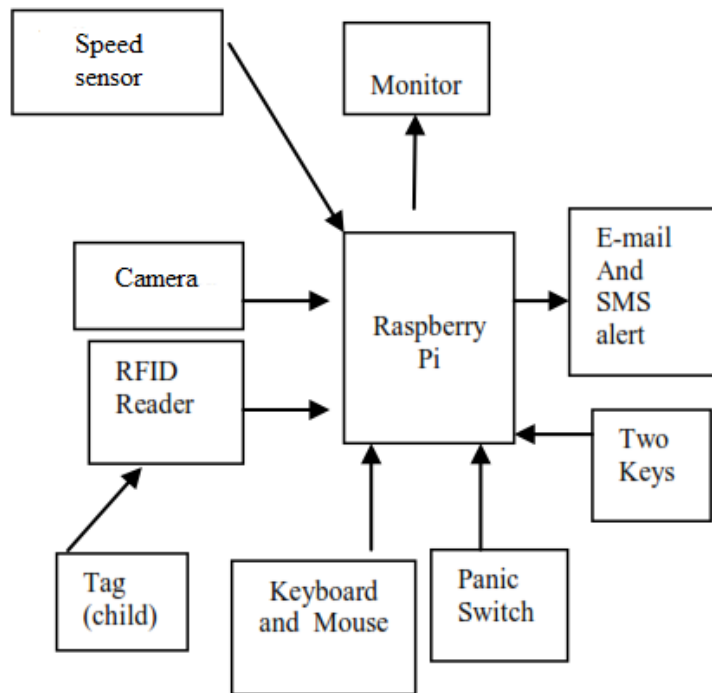 Speed
sensor
Monitor
Camera
E-mail
And
SMS
alert
Raspberry
Pi
RFID
Reader
Two
Keys
Tag
(child)
Keyboard
and Mouse
Panic
Switch